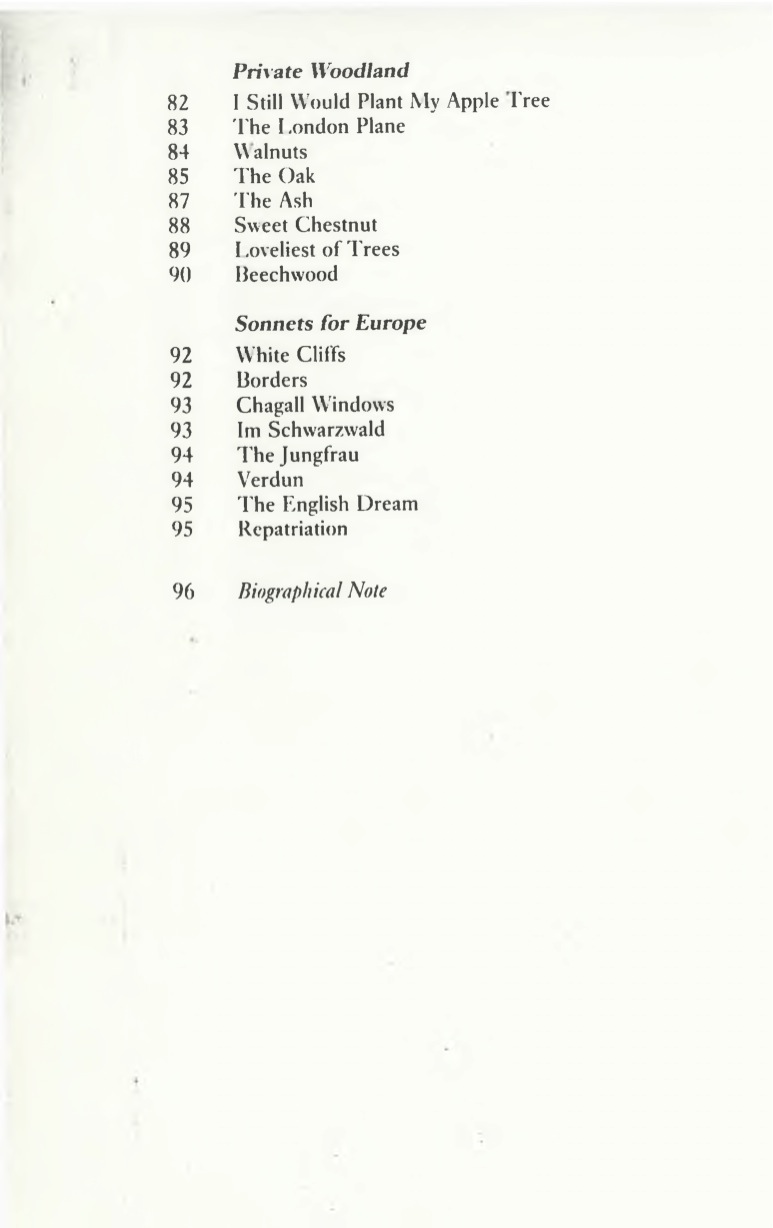 Private Woodland
82 I Still Would Plant My Apple Tree
83 The London Plane
84 Walnuts
85 The Oak
87 The Ash
88 Sweet Chestnut
89 Loveliest of Trees
90 Beechwood
Sonnets for Europe
92 White Cliffs
92 Borders
93 Chagall Windows
93 Im Schwarzwald
94 The Jungfrau
94 Verdun
95 The English Dream
95 Repatriation
96 Biographical Note